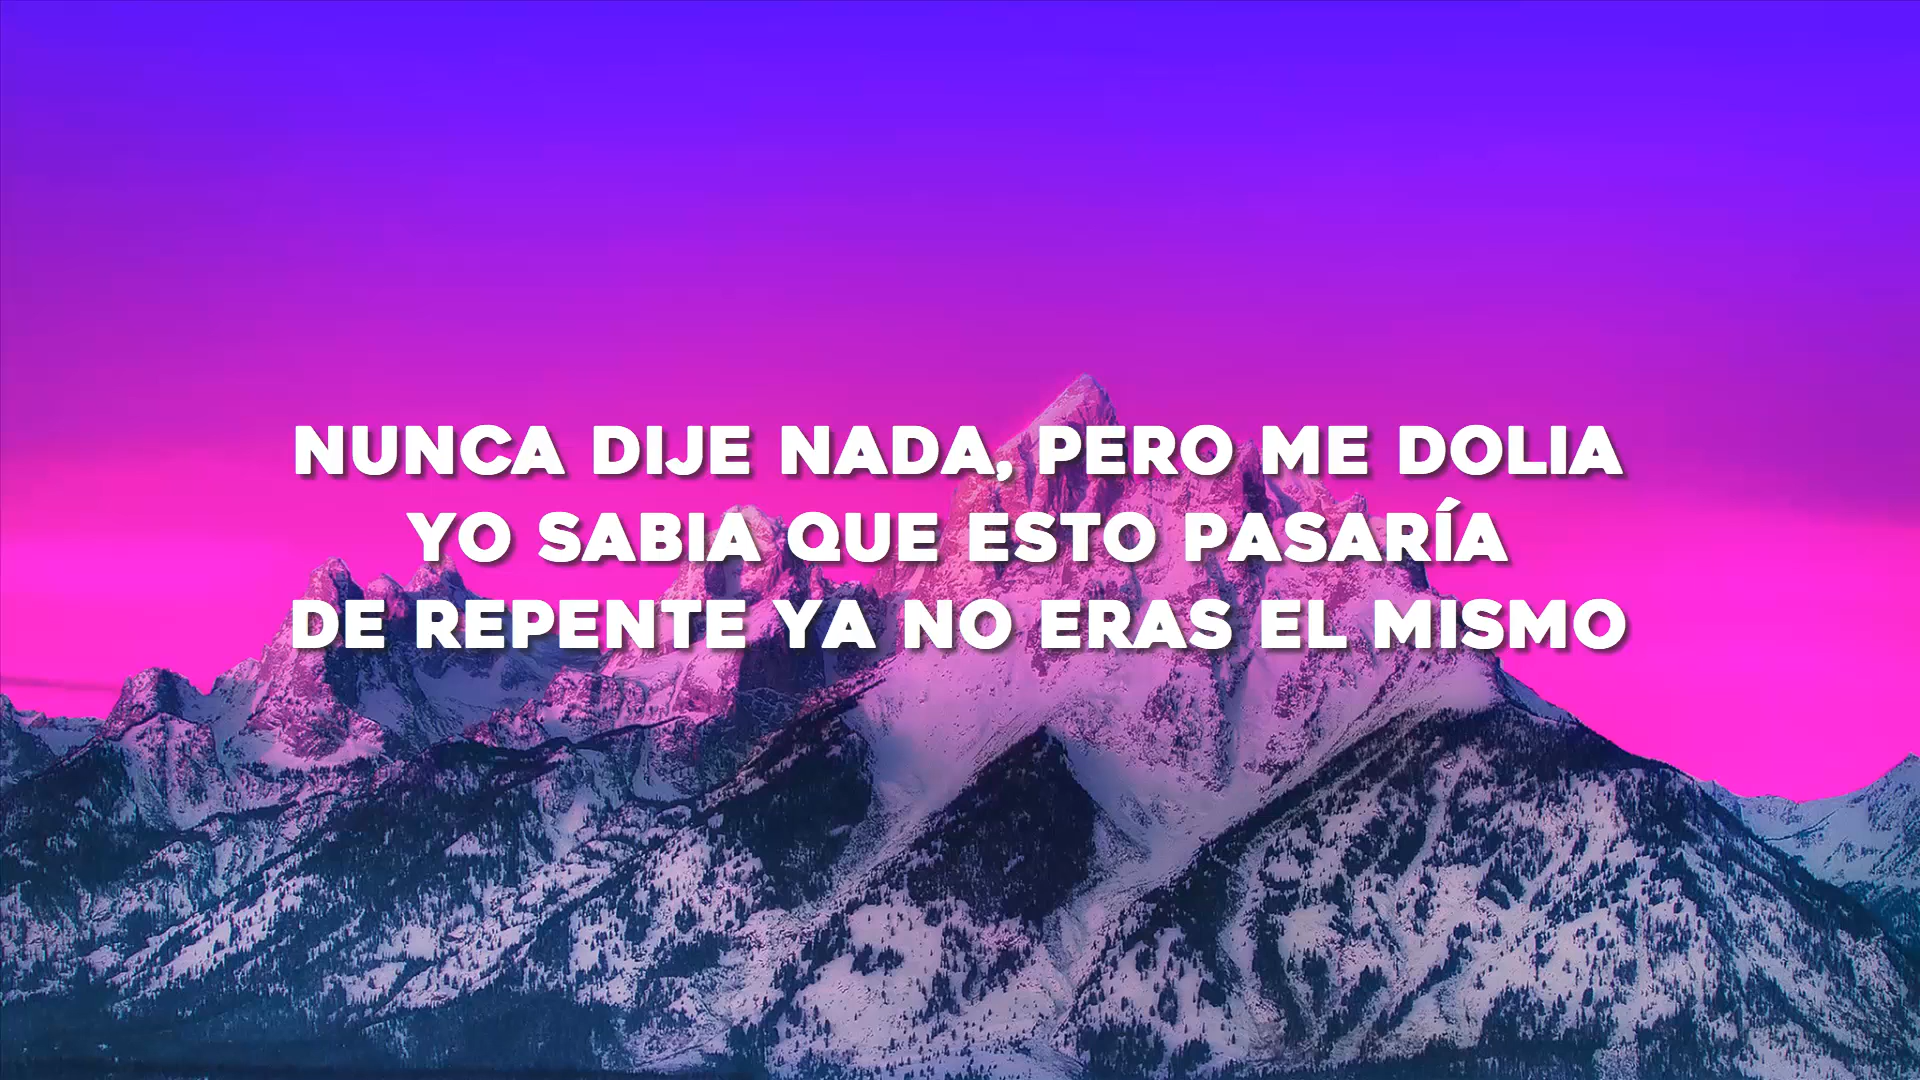 NUNCA DIJE NADA, PERO ME DOLIA
YO SABIA QUE ESTO PASARÍA
DE REPENTE YA NO ERAS EL MISMO